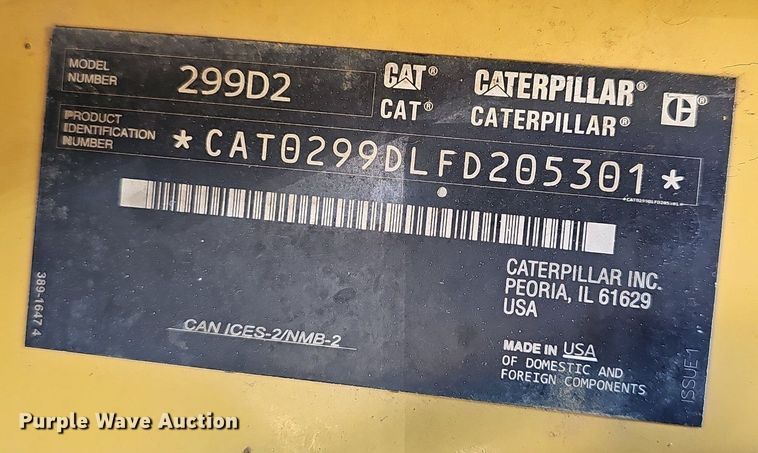 MODEL
NUMBER
299D2
CAT® CATERPILLAR®
CAT® CATERPILLAR® C®
PRODUCT
IDENTIFICATION
NUMBER
*CAT0299DLFD205301*
*CAT0299DLFD205301*
CATERPILLAR INC.
PEORIA, IL 61629
USA
389-1647 4
CAN ICES-2/NMB-2
MADE IN USA
OF DOMESTIC AND
FOREIGN COMPONENTS
ISSUE 1
Purple Wave Auction